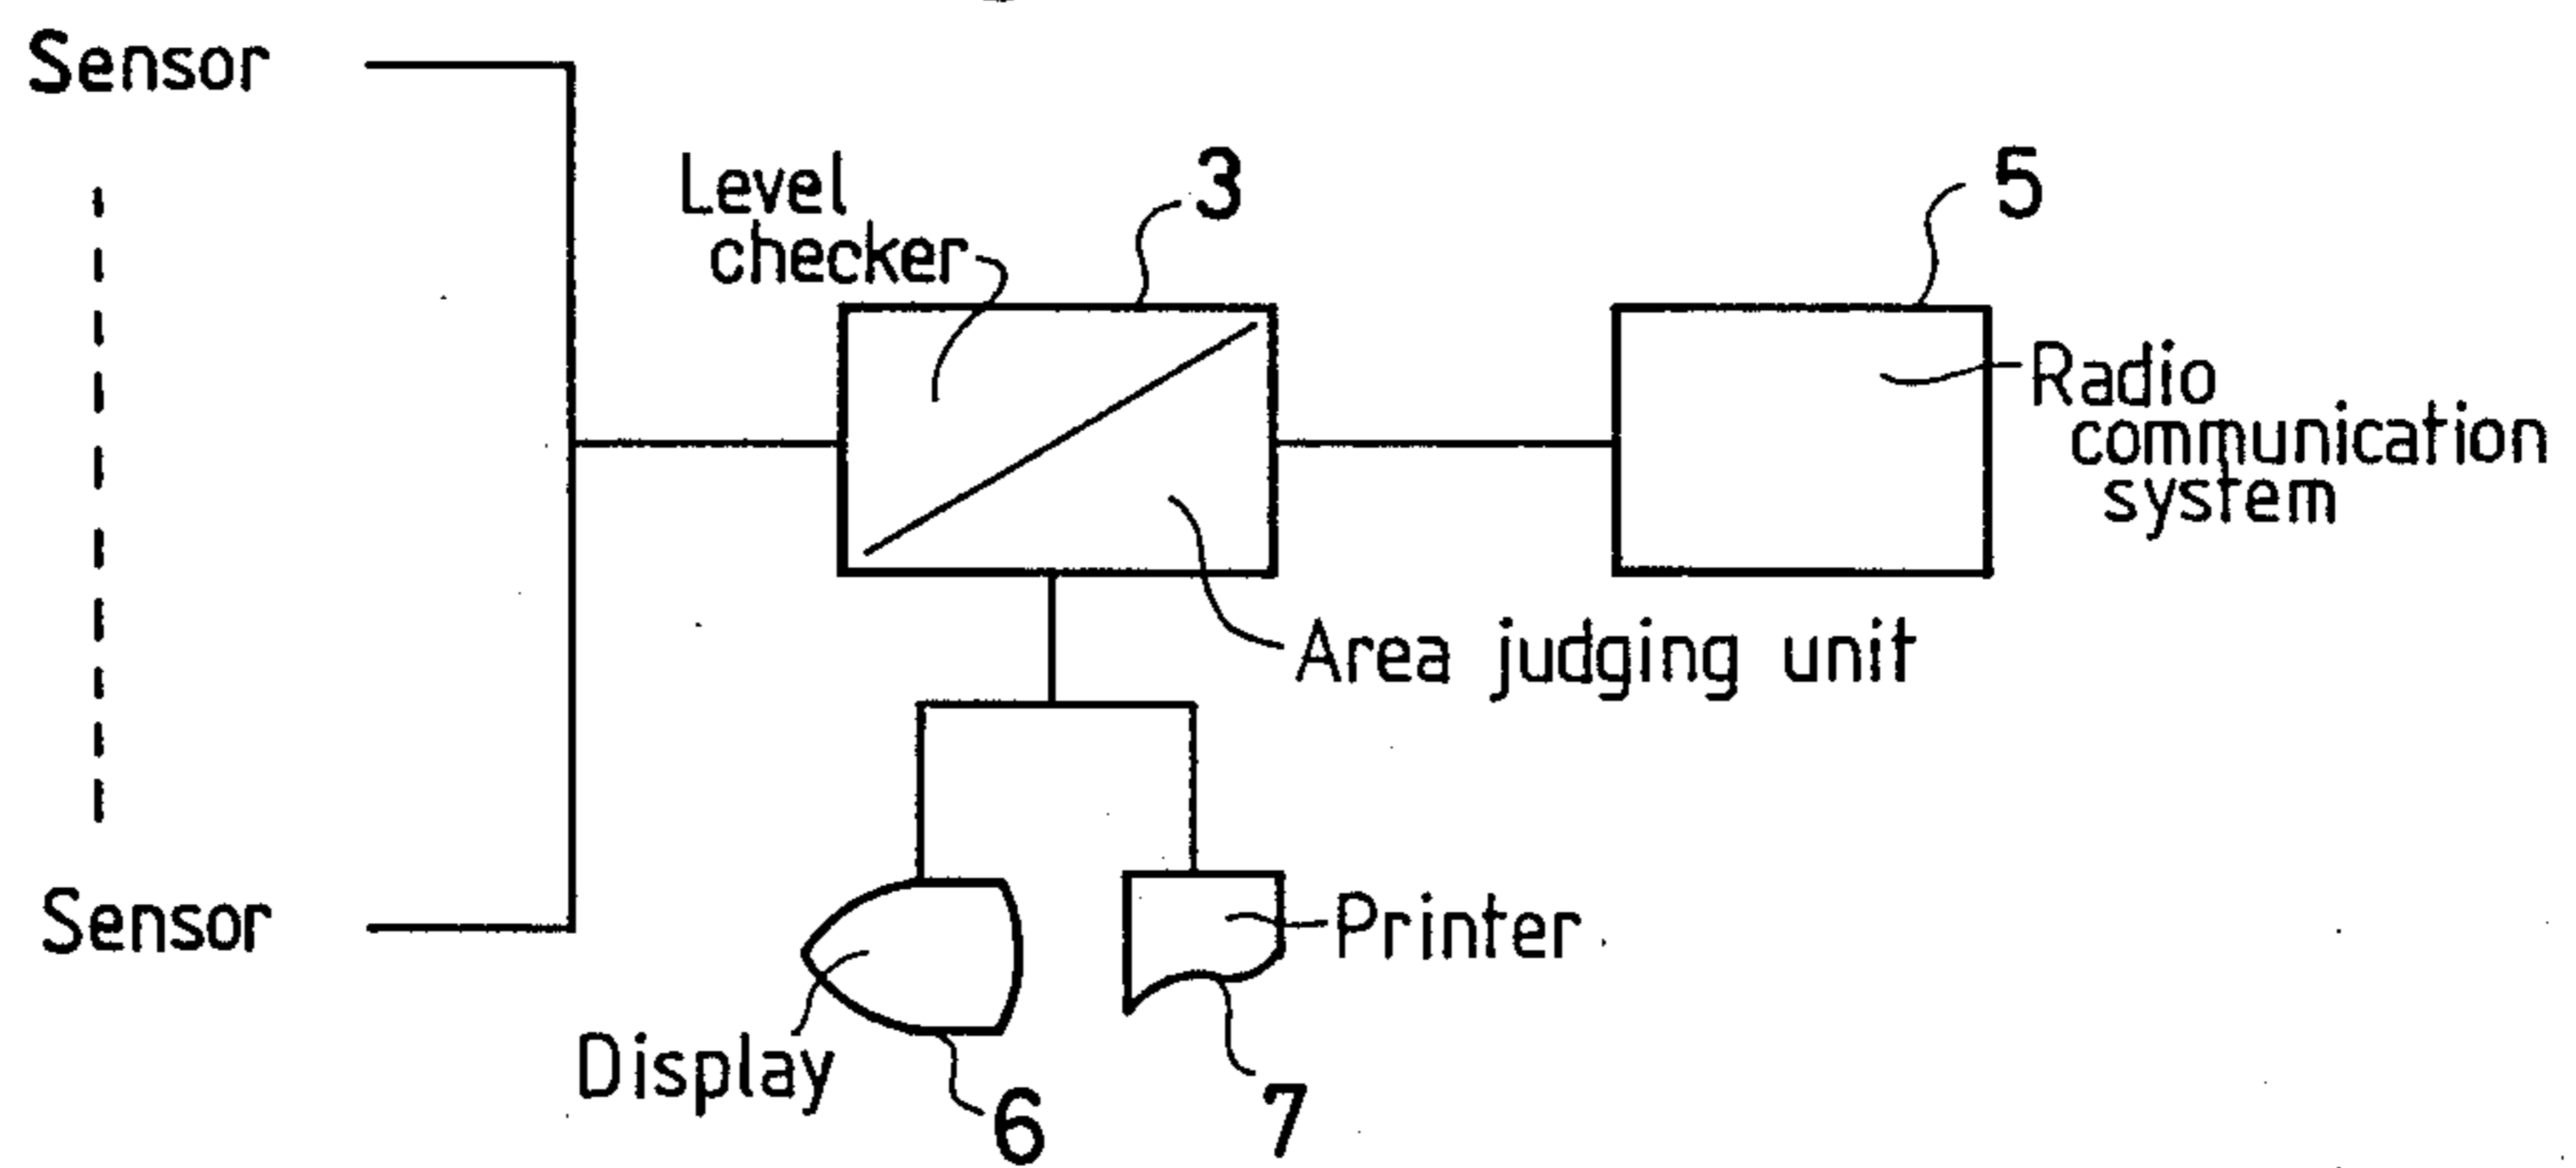 Sensor
Level
checker
3
5
Radio
communication
system
Area judging unit
Sensor
Printer
Display
6
7